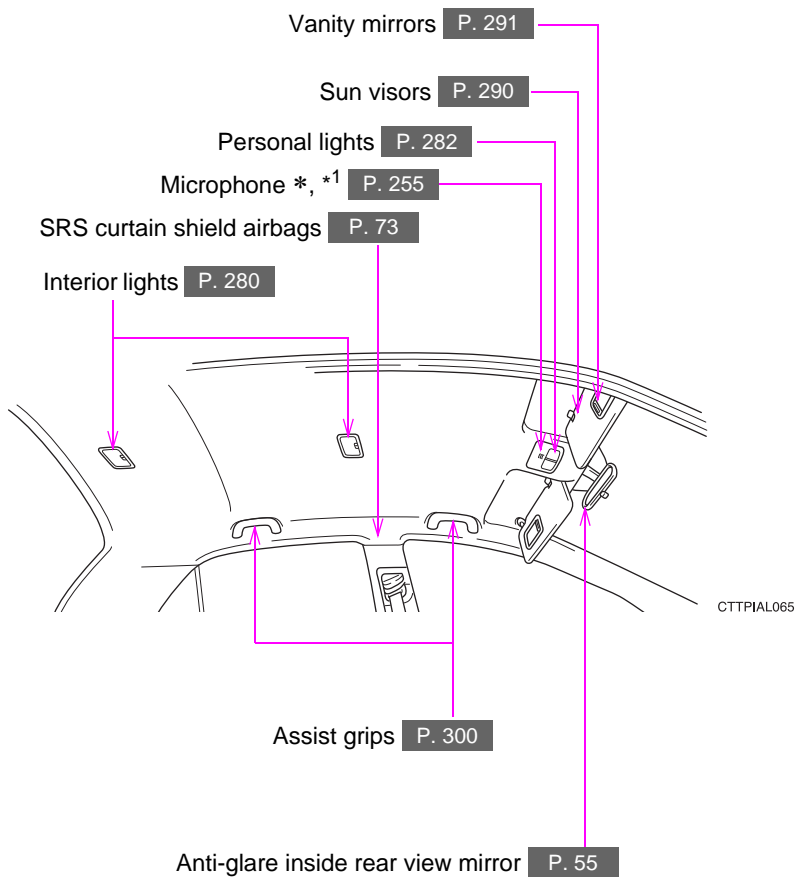 Vanity mirrors P. 291
Sun visors P. 290
Personal lights P. 282
Microphone *, *1 P. 255
SRS curtain shield airbags P. 73
Interior lights P. 280
CTTPIAL065
Assist grips P. 300
Anti-glare inside rear view mirror P. 55